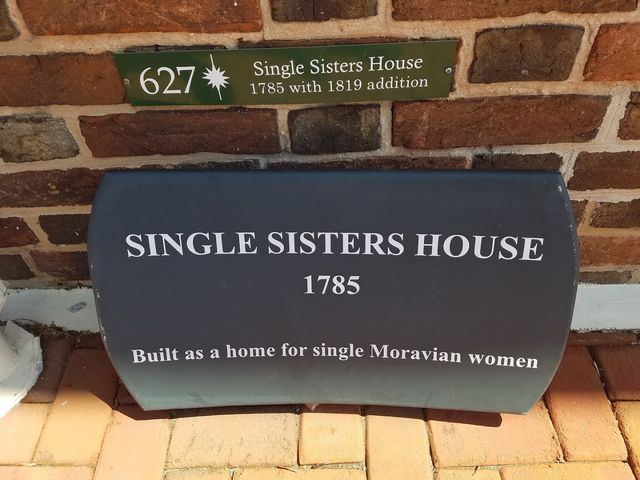 627 Single Sisters House
1785 with 1819 addition
SINGLE SISTERS HOUSE
1785
Built as a home for single Moravian women